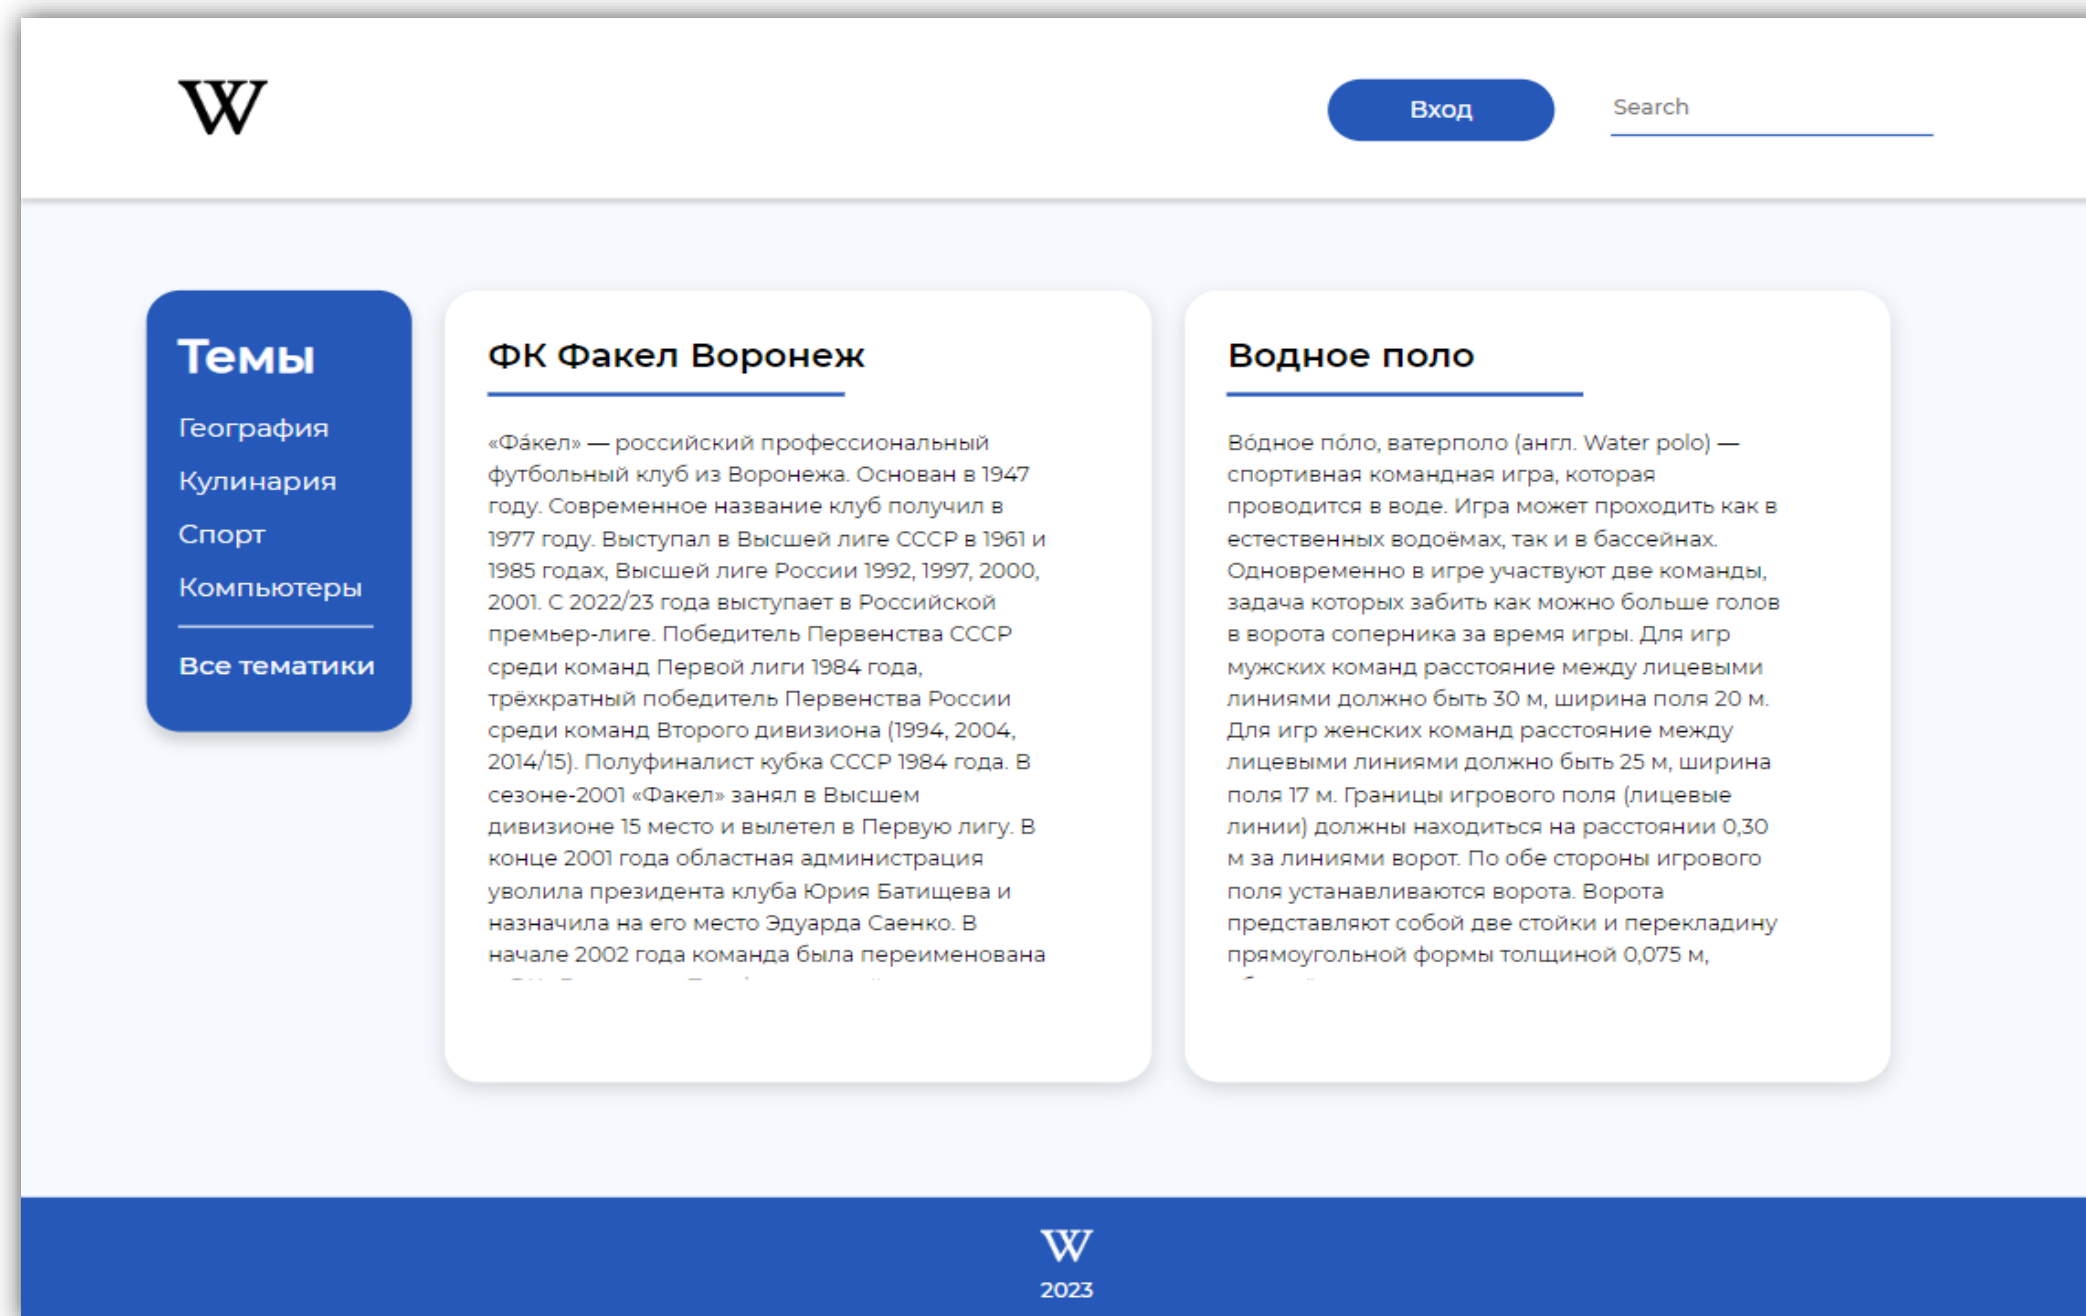 W
Вход
Search
Темы
География
Кулинария
Спорт
Компьютеры
Все тематики
ФК Факел Воронеж
«Фа́кел» — российский профессиональный
футбольный клуб из Воронежа. Основан в 1947
году. Современное название клуб получил в
1977 году. Выступал в Высшей лиге СССР в 1961 и
1985 годах, Высшей лиге России 1992, 1997, 2000,
2001. С 2022/23 года выступает в Российской
премьер-лиге. Победитель Первенства СССР
среди команд Первой лиги 1984 года,
трёхкратный победитель Первенства России
среди команд Второго дивизиона (1994, 2004,
2014/15). Полуфиналист кубка СССР 1984 года. В
сезоне-2001 «Факел» занял в Высшем
дивизионе 15 место и вылетел в Первую лигу. В
конце 2001 года областная администрация
уволила президента клуба Юрия Батищева и
назначила на его место Эдуарда Саенко. В
начале 2002 года команда была переименована
Водное поло
Во́дное по́ло, ватерполо (англ. Water polo) —
спортивная командная игра, которая
проводится в воде. Игра может проходить как в
естественных водоёмах, так и в бассейнах.
Одновременно в игре участвуют две команды,
задача которых забить как можно больше голов
в ворота соперника за время игры. Для игр
мужских команд расстояние между лицевыми
линиями должно быть 30 м, ширина поля 20 м.
Для игр женских команд расстояние между
лицевыми линиями должно быть 25 м, ширина
поля 17 м. Границы игрового поля (лицевые
линии) должны находиться на расстоянии 0,30
м за линиями ворот. По обе стороны игрового
поля устанавливаются ворота. Ворота
представляют собой две стойки и перекладину
прямоугольной формы толщиной 0,075 м,
W
2023